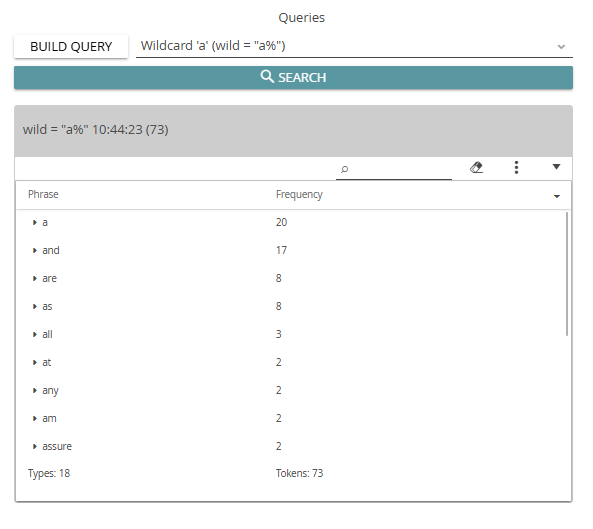 Queries
BUILD QUERY Wildcard 'a' (wild = "a%")
SEARCH
wild = "a%" 10:44:23 (73)
Phrase Frequency
a 20
and 17
are 8
as 8
all 3
at 2
any 2
am 2
assure 2
Types: 18 Tokens: 73